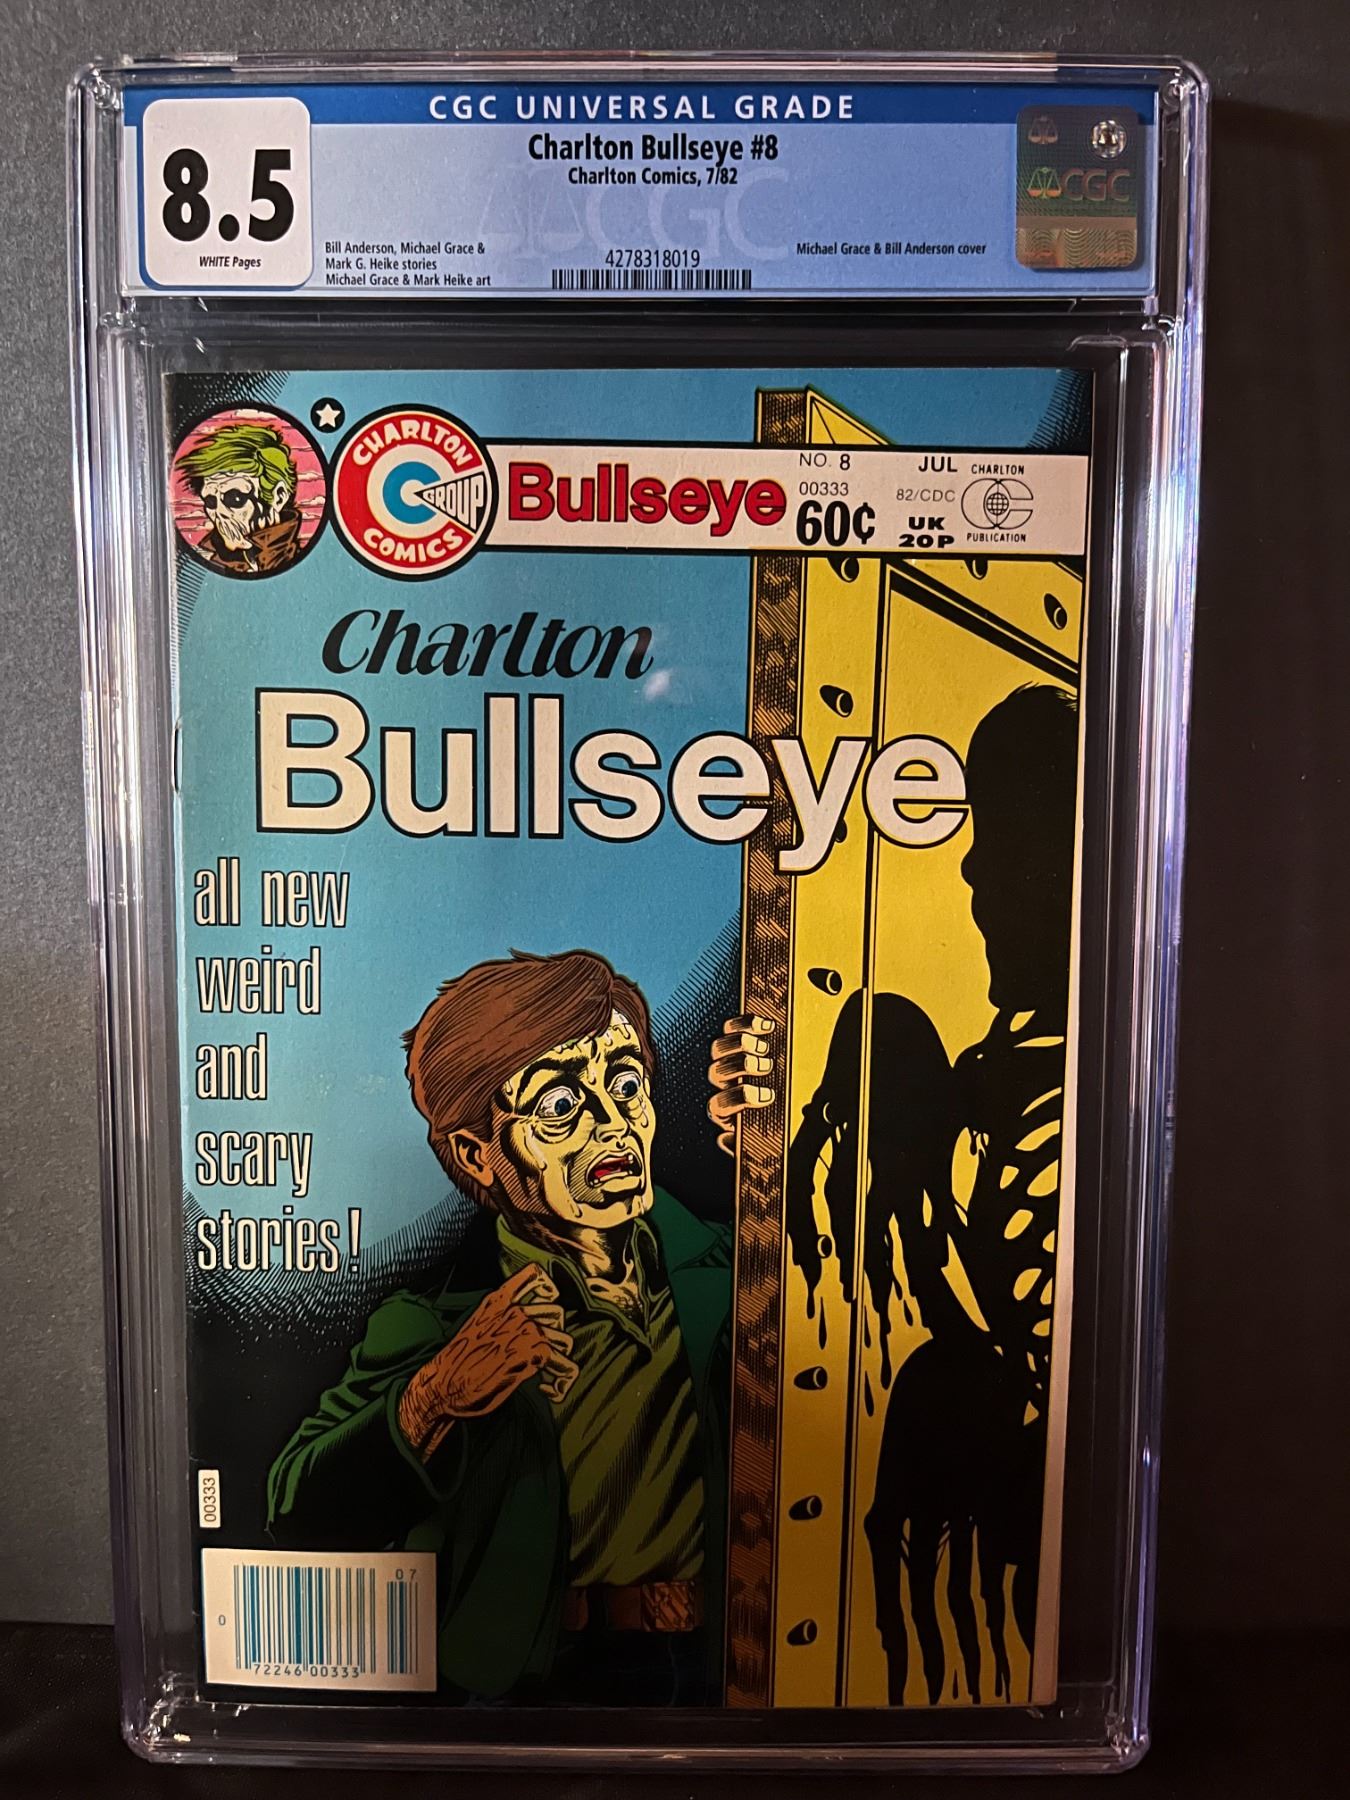 CGC UNIVERSAL GRADE
8.5
WHITE Pages
Charlton Bullseye #8
Charlton Comics, 7/82
Bill Anderson, Michael Grace &
Mark G. Heike stories
Michael Grace & Mark Heike art
4278318019
Michael Grace & Bill Anderson cover
CGC
CGC
CHARLTON
C GROUP
COMICS
Bullseye
NO. 8
00333
60¢
JUL
82/CDC
UK
20P
CHARLTON
C
PUBLICATION
Charlton
Bullseye
all new
weird
and
scary
stories!
00333
07
0
72246 00333